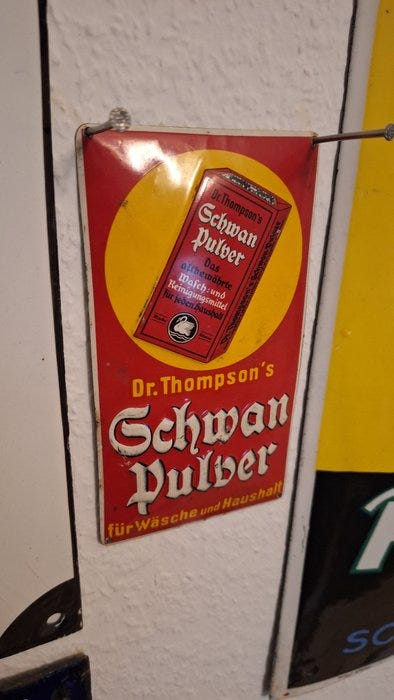 Dr. Thompson's
Schwan
Pulver
Das
altbewährte
Wasch- und
Reinigungsmittel
für jeden Haushalt
Dr. Thompson's
Schwan
Pulver
für Wäsche und Haushalt